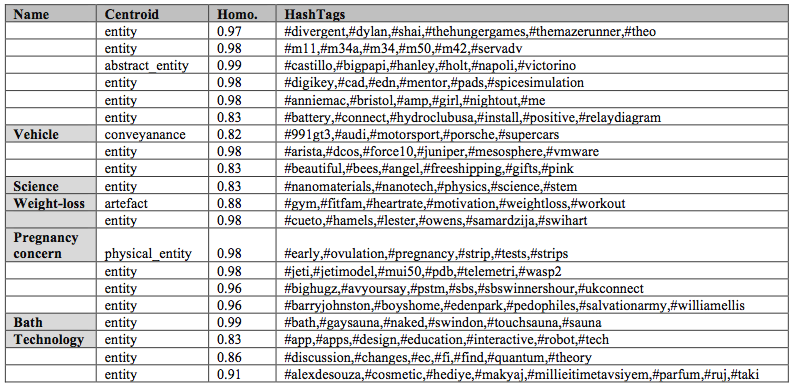 Name Centroid Homo. HashTags
entity 0.97 #divergent,#dylan,#shai,#thehungergames,#themazerunner,#theo
entity 0.98 #m11,#m34a,#m34,#m50,#m42,#servadv
abstract_entity 0.99 #castillo,#bigpapi,#hanley,#holt,#napoli,#victorino
entity 0.98 #digikey,#cad,#edn,#mentor,#pads,#spicesimulation
entity 0.98 #anniemac,#bristol,#amp,#girl,#nightout,#me
entity 0.83 #battery,#connect,#hydroclubusa,#install,#positive,#relaydiagram
Vehicle conveyanance 0.82 #991gt3,#audi,#motorsport,#porsche,#supercars
entity 0.98 #arista,#dcos,#force10,#juniper,#mesosphere,#vmware
entity 0.83 #beautiful,#bees,#angel,#freeshipping,#gifts,#pink
Science entity 0.83 #nanomaterials,#nanotech,#physics,#science,#stem
Weight-loss artefact 0.88 #gym,#fitfam,#heartrate,#motivation,#weightloss,#workout
entity 0.98 #cueto,#hamels,#lester,#owens,#samardzija,#swihart
Pregnancy
concern physical_entity 0.98 #early,#ovulation,#pregnancy,#strip,#tests,#strips
entity 0.98 #jeti,#jetimodel,#mui50,#pdb,#telemetri,#wasp2
entity 0.96 #bighugz,#avyoursay,#pstm,#sbs,#sbswinnershour,#ukconnect
entity 0.96 #barryjohnston,#boyshome,#edenpark,#pedophiles,#salvationarmy,#williamellis
Bath entity 0.99 #bath,#gaysauna,#naked,#swindon,#touchsauna,#sauna
Technology entity 0.83 #app,#apps,#design,#education,#interactive,#robot,#tech
entity 0.86 #discussion,#changes,#ec,#fi,#find,#quantum,#theory
entity 0.91 #alexdesouza,#cosmetic,#hediye,#makyaj,#millieitimetavsiyem,#parfum,#ruj,#taki